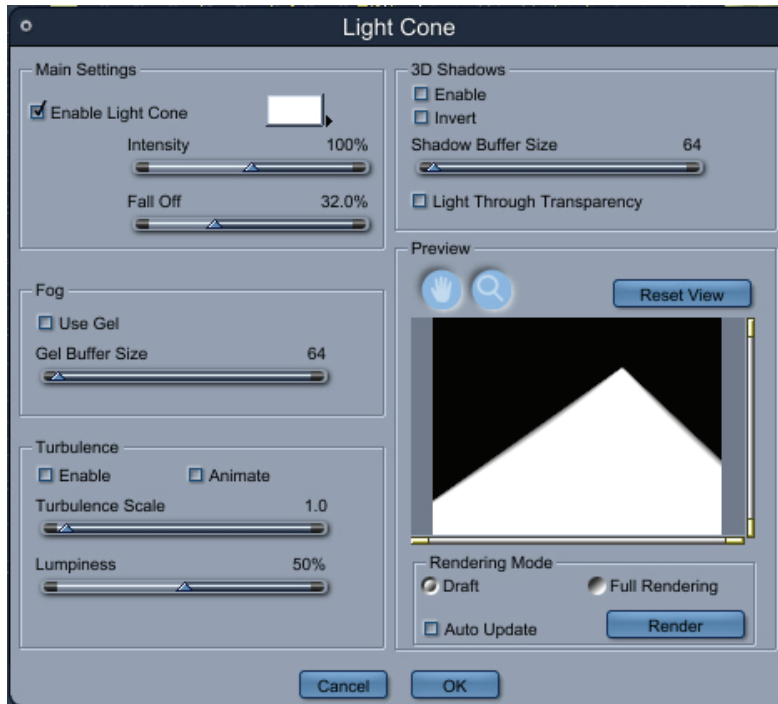 Light Cone
Main Settings
Enable Light Cone
Intensity 100%
Fall Off 32.0%
Fog
Use Gel
Gel Buffer Size 64
Turbulence
Enable Animate
Turbulence Scale 1.0
Lumpiness 50%
3D Shadows
Enable
Invert
Shadow Buffer Size 64
Light Through Transparency
Preview
Reset View
Rendering Mode
Draft Full Rendering
Auto Update Render
Cancel OK